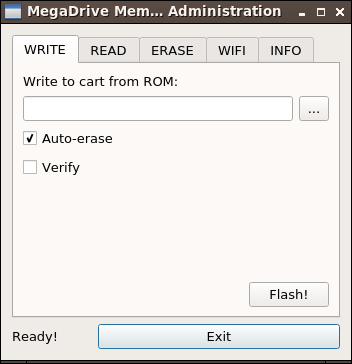 MegaDrive Mem... Administration
WRITE READ ERASE WIFI INFO
Write to cart from ROM:
...
Auto-erase
Verify
Flash!
Ready! Exit